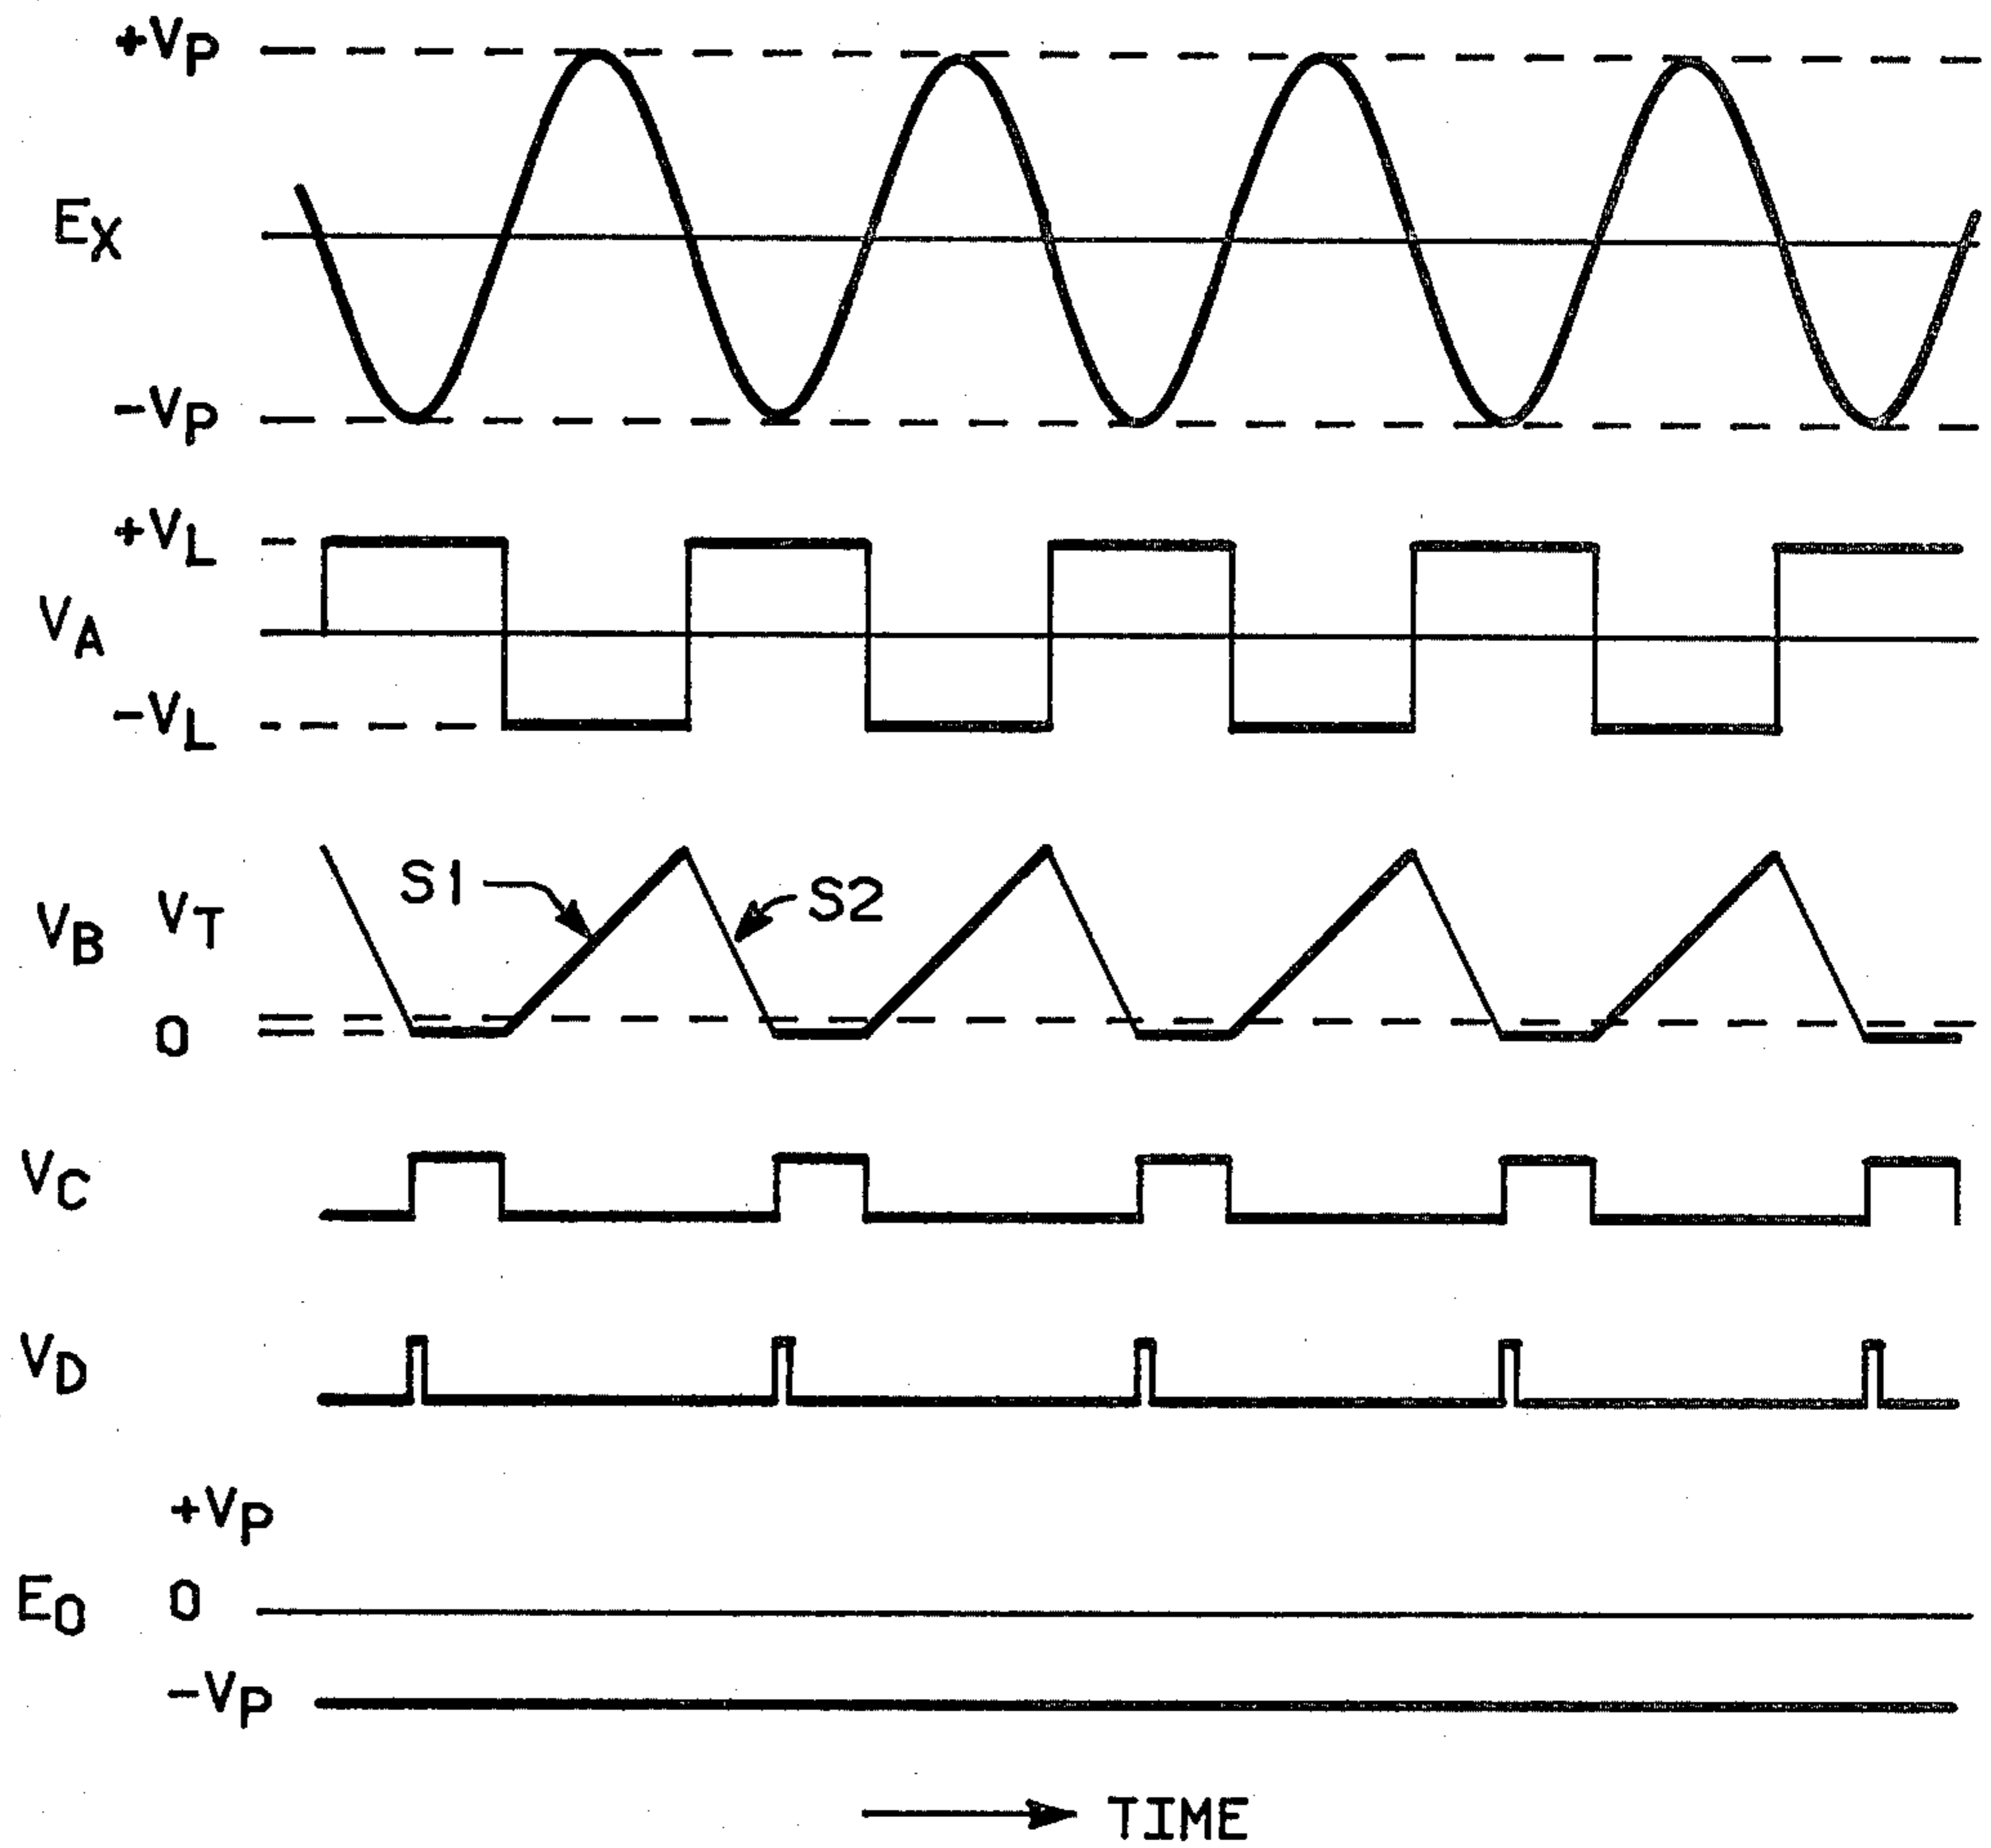 +VP
EX
-VP
+VL
VA
-VL
S1
S2
VB VT
0
VC
VD
+VP
EO 0
-VP
TIME